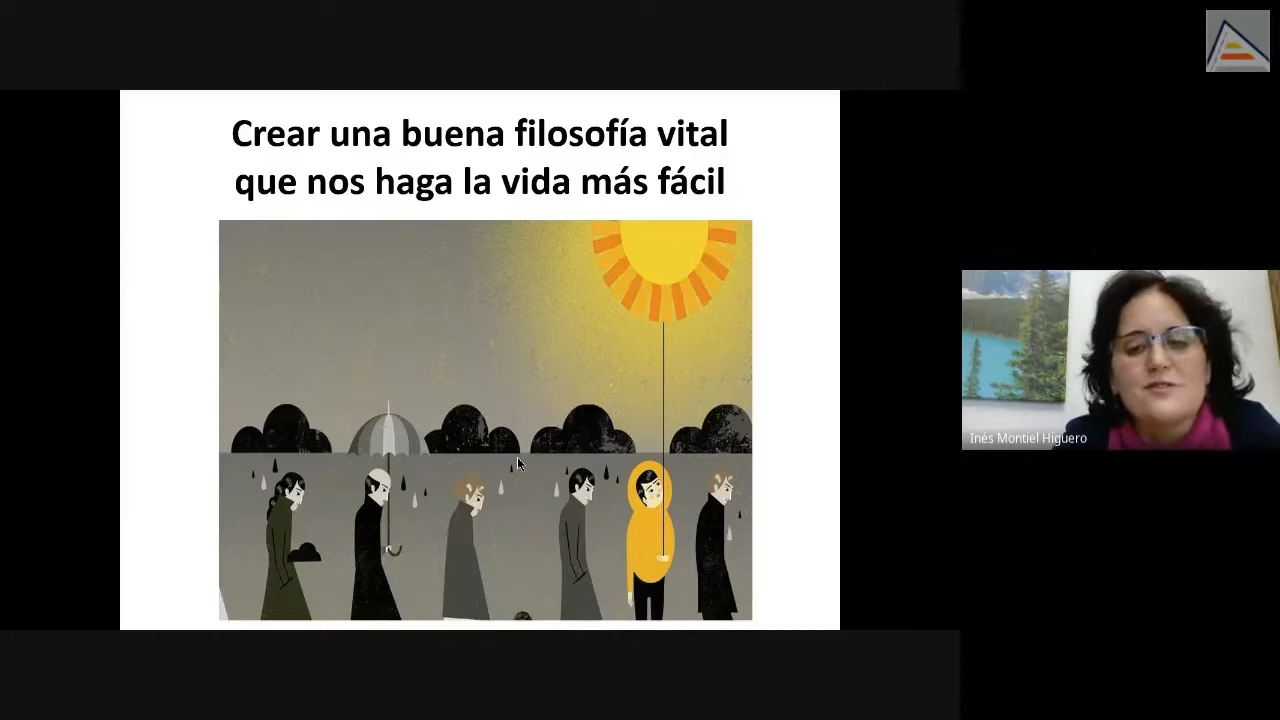 Crear una buena filosofía vital
que nos haga la vida más fácil
Inés Montiel Higuero